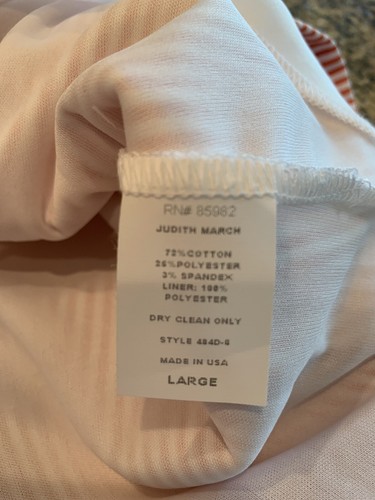 RN# 85982
JUDITH MARCH
72%COTTON
25%POLYESTER
3% SPANDEX
LINER: 100%
POLYESTER
DRY CLEAN ONLY
STYLE 484D-6
MADE IN USA
LARGE